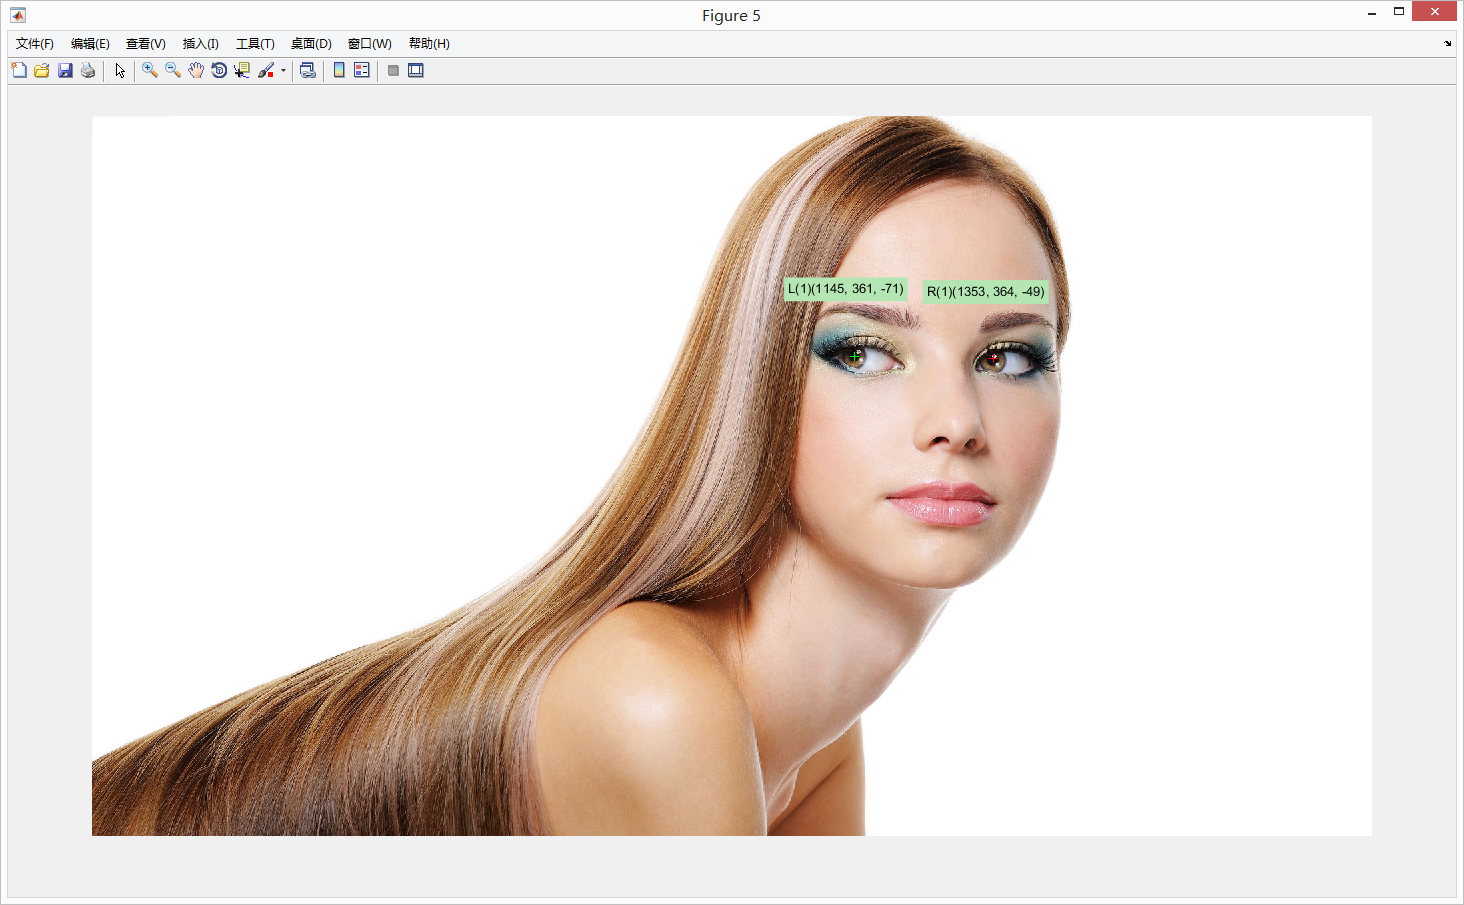 Figure 5
文件(F) 编辑(E) 查看(V) 插入(I) 工具(T) 桌面(D) 窗口(W) 帮助(H)
L(1)(1145, 361, -71) R(1)(1353, 364, -49)